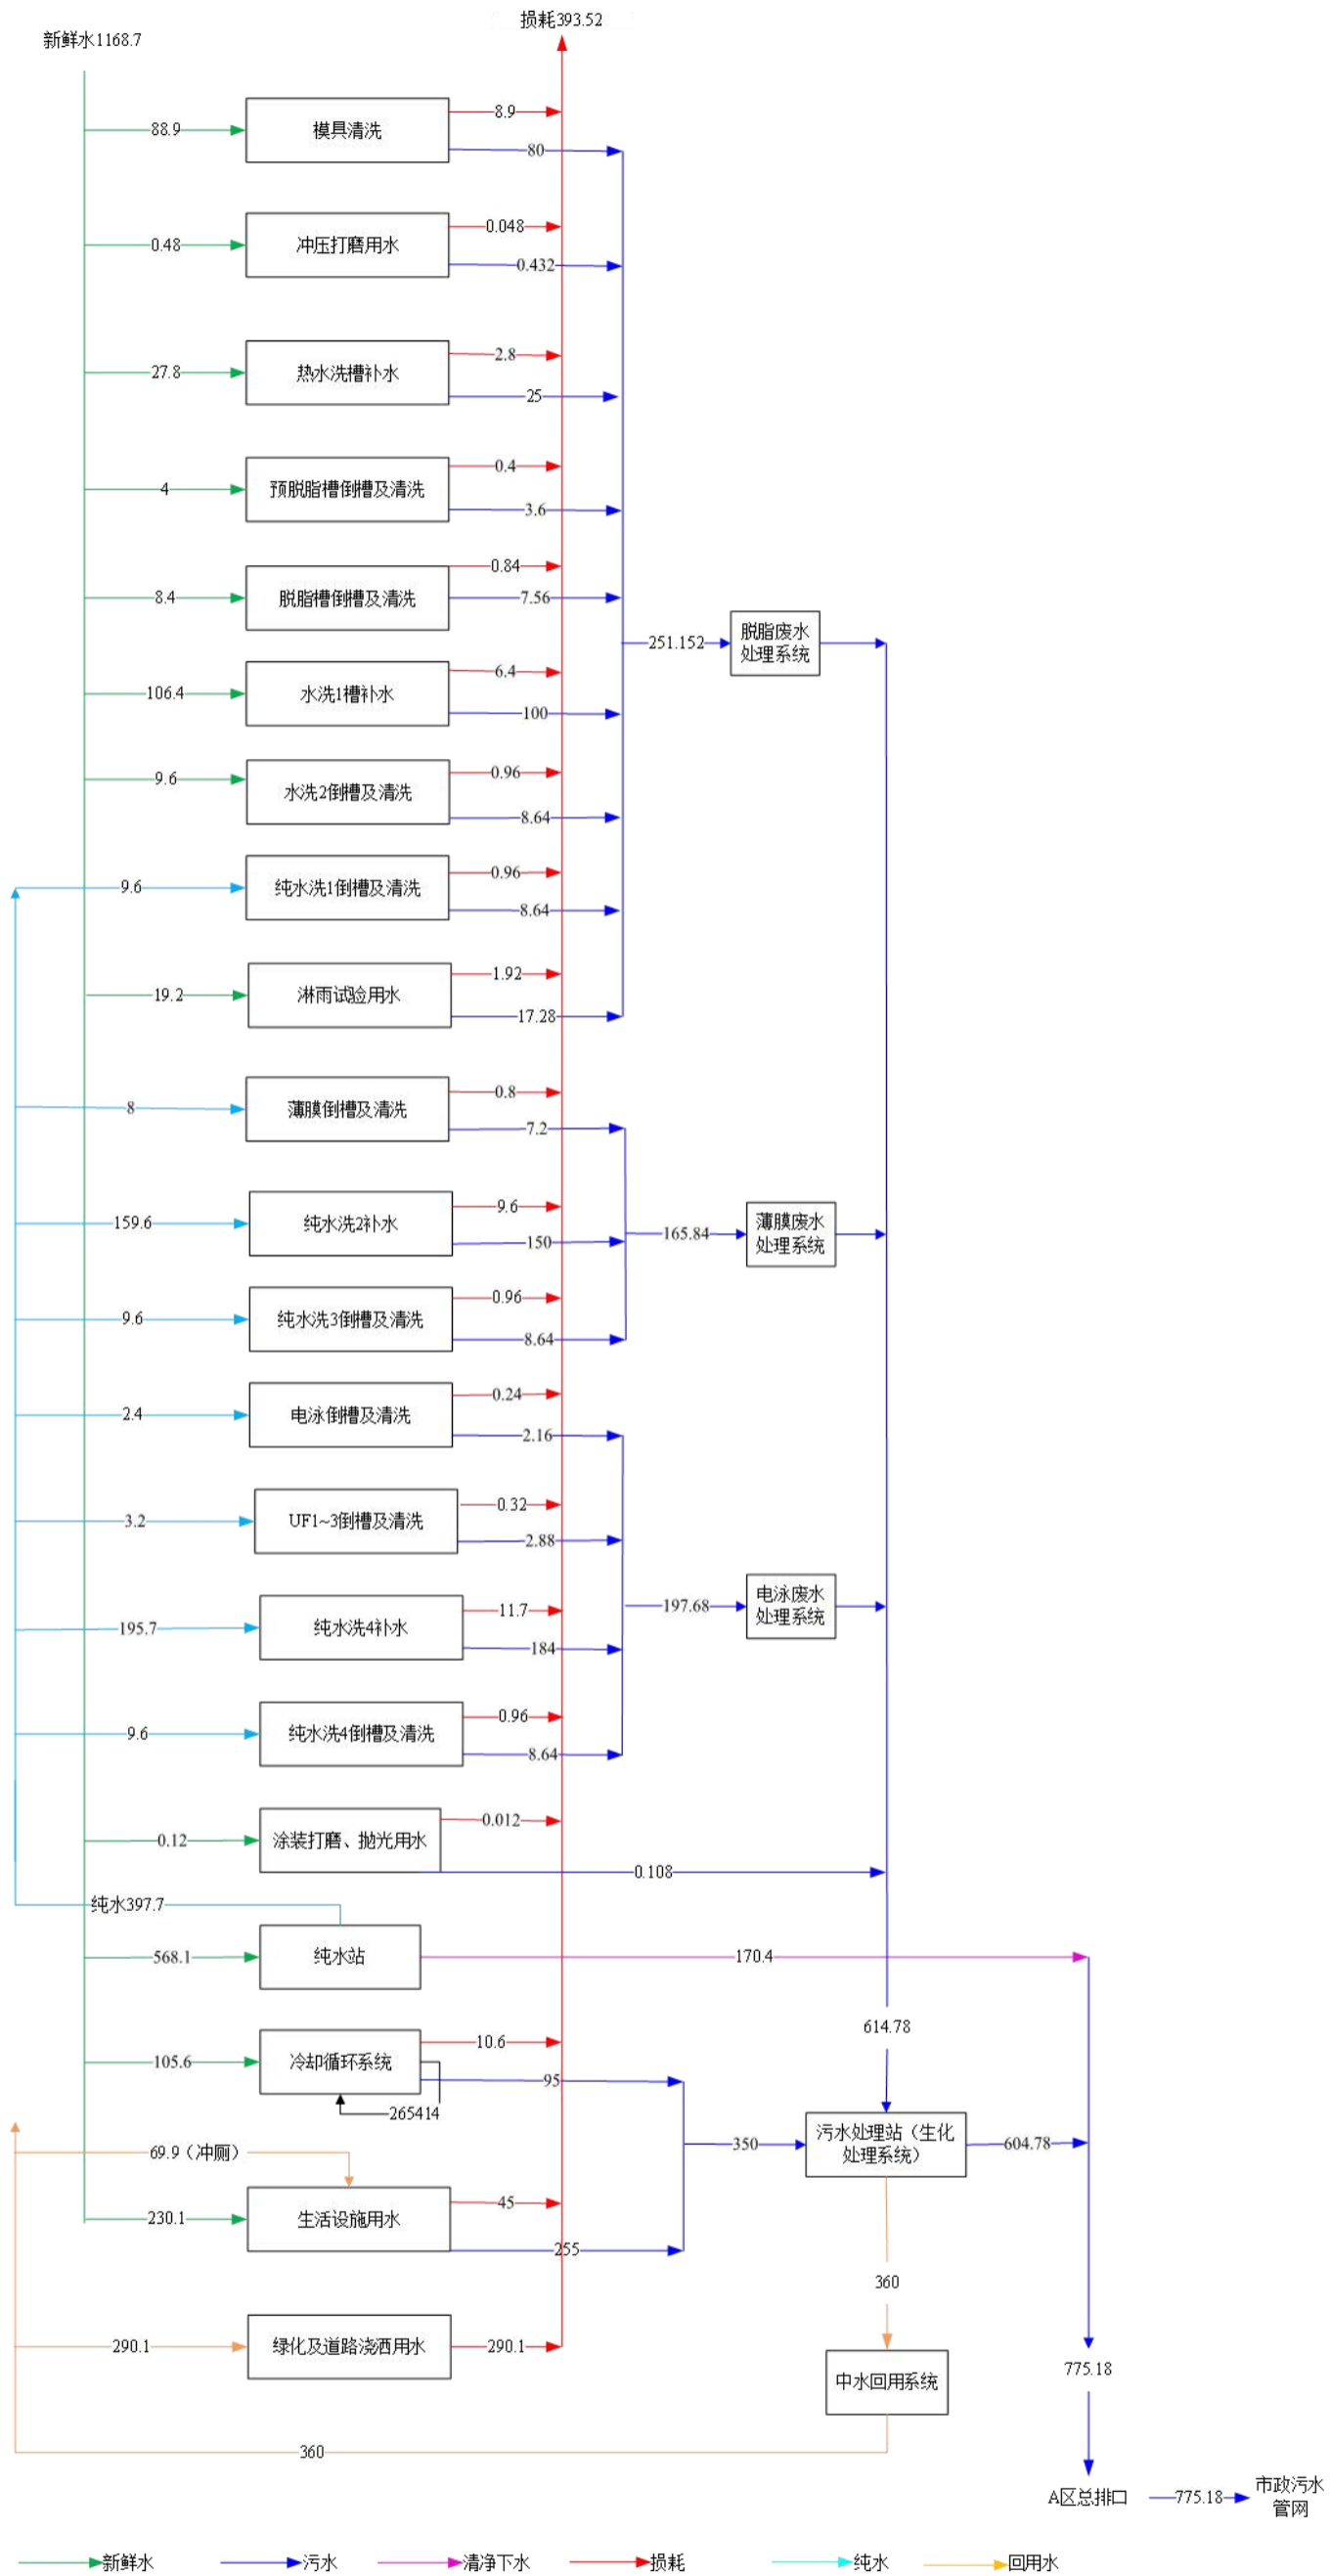 损耗393.52
新鲜水1168.7
88.9
模具清洗
8.9
80
0.48
冲压打磨用水
0.048
0.432
27.8
热水洗槽补水
2.8
25
4
预脱脂槽倒槽及清洗
0.4
3.6
8.4
脱脂槽倒槽及清洗
0.84
7.56
251.152
脱脂废水
处理系统
106.4
水洗1槽补水
6.4
100
9.6
水洗2倒槽及清洗
0.96
8.64
9.6
纯水洗1倒槽及清洗
0.96
8.64
19.2
淋雨试验用水
1.92
17.28
8
薄膜倒槽及清洗
0.8
7.2
159.6
纯水洗2补水
9.6
150
165.84
薄膜废水
处理系统
9.6
纯水洗3倒槽及清洗
0.96
8.64
2.4
电泳倒槽及清洗
0.24
2.16
3.2
UF1~3倒槽及清洗
0.32
2.88
197.68
电泳废水
处理系统
195.7
纯水洗4补水
11.7
184
9.6
纯水洗4倒槽及清洗
0.96
8.64
0.12
涂装打磨、抛光用水
0.012
0.108
纯水397.7
568.1
纯水站
170.4
614.78
105.6
冷却循环系统
10.6
95
265414
69.9（冲厕）
350
污水处理站（生化
处理系统）
604.78
230.1
生活设施用水
45
255
360
290.1
绿化及道路浇洒用水
290.1
中水回用系统
775.18
360
A区总排口
775.18
市政污水
管网
新鲜水
污水
清净下水
损耗
纯水
回用水